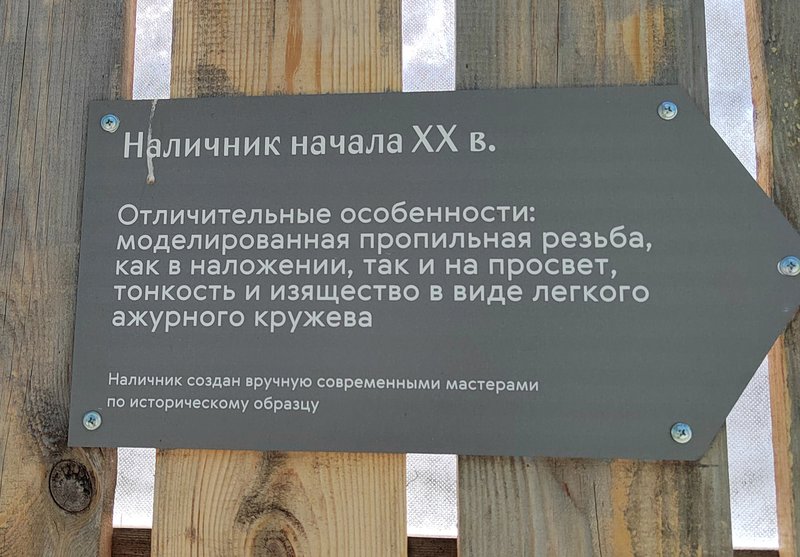 Наличник начала XX в.
Отличительные особенности:
моделированная пропильная резьба,
как в наложении, так и на просвет,
тонкость и изящество в виде легкого
ажурного кружева
Наличник создан вручную современными мастерами
по историческому образцу